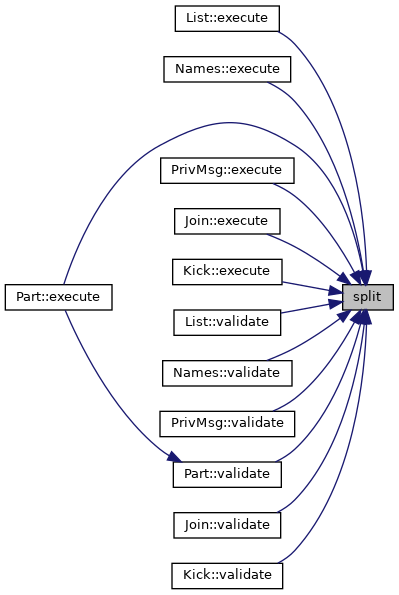 List::execute
Names::execute
PrivMsg::execute
Join::execute
Kick::execute
Part::execute
split
List::validate
Names::validate
PrivMsg::validate
Part::validate
Join::validate
Kick::validate